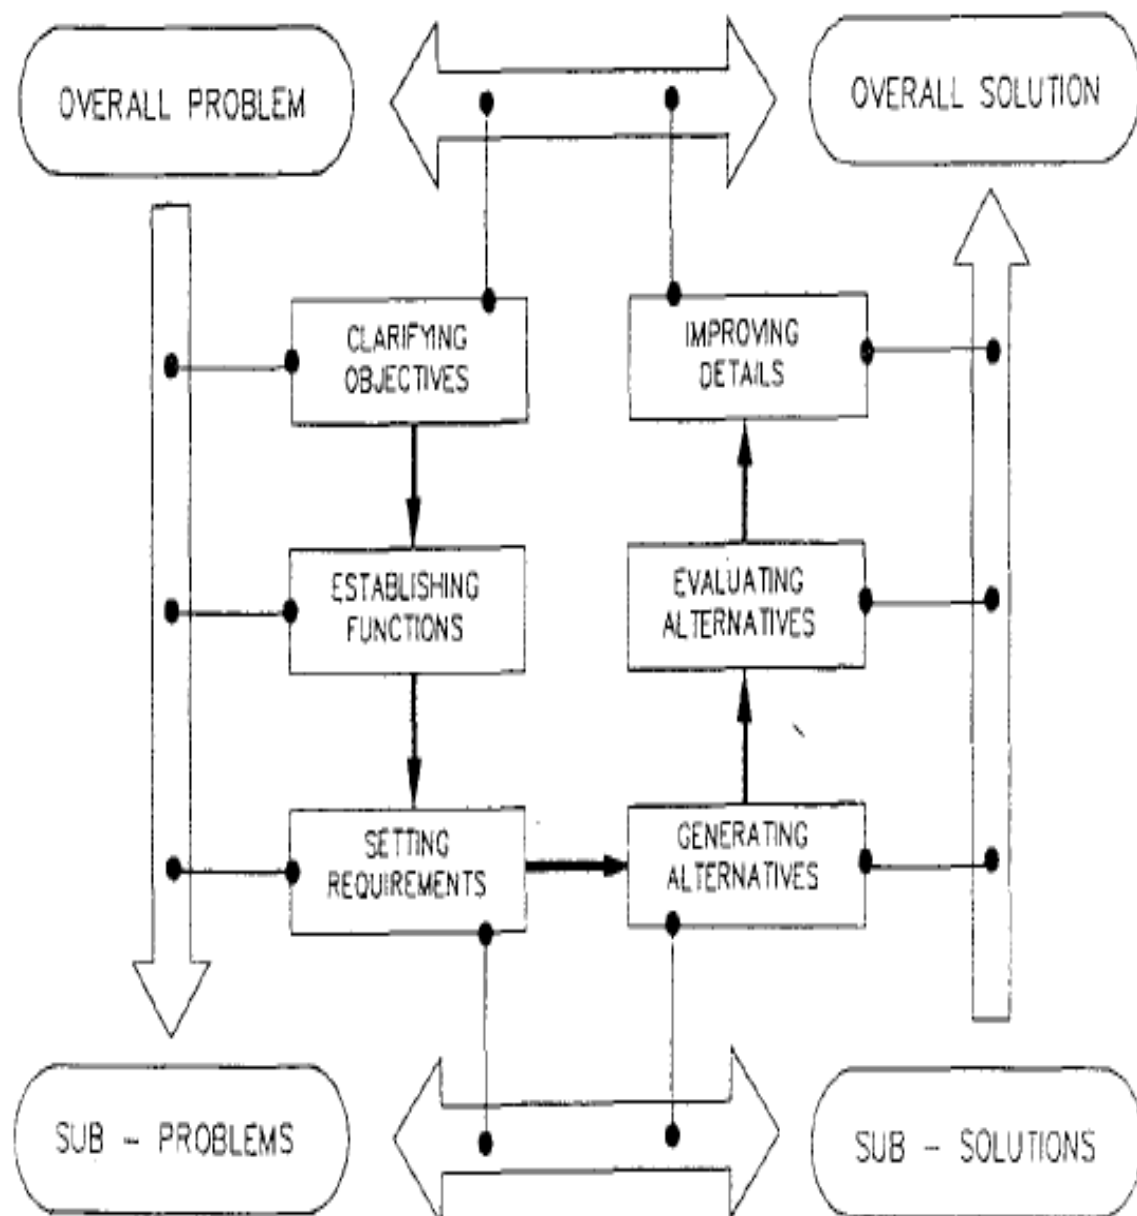 OVERALL PROBLEM
OVERALL SOLUTION
CLARIFYING
OBJECTIVES
IMPROVING
DETAILS
ESTABLISHING
FUNCTIONS
EVALUATING
ALTERNATIVES
SETTING
REQUIREMENTS
GENERATING
ALTERNATIVES
SUB - PROBLEMS
SUB - SOLUTIONS